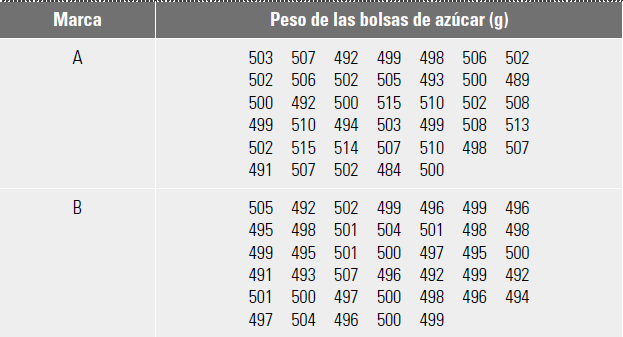 Marca Peso de las bolsas de azúcar (g)
A 503 507 492 499 498 506 502
502 506 502 505 493 500 489
500 492 500 515 510 502 508
499 510 494 503 499 508 513
502 515 514 507 510 498 507
491 507 502 484 500
B 505 492 502 499 496 499 496
495 498 501 504 501 498 498
499 495 501 500 497 495 500
491 493 507 496 492 499 492
501 500 497 500 498 496 494
497 504 496 500 499